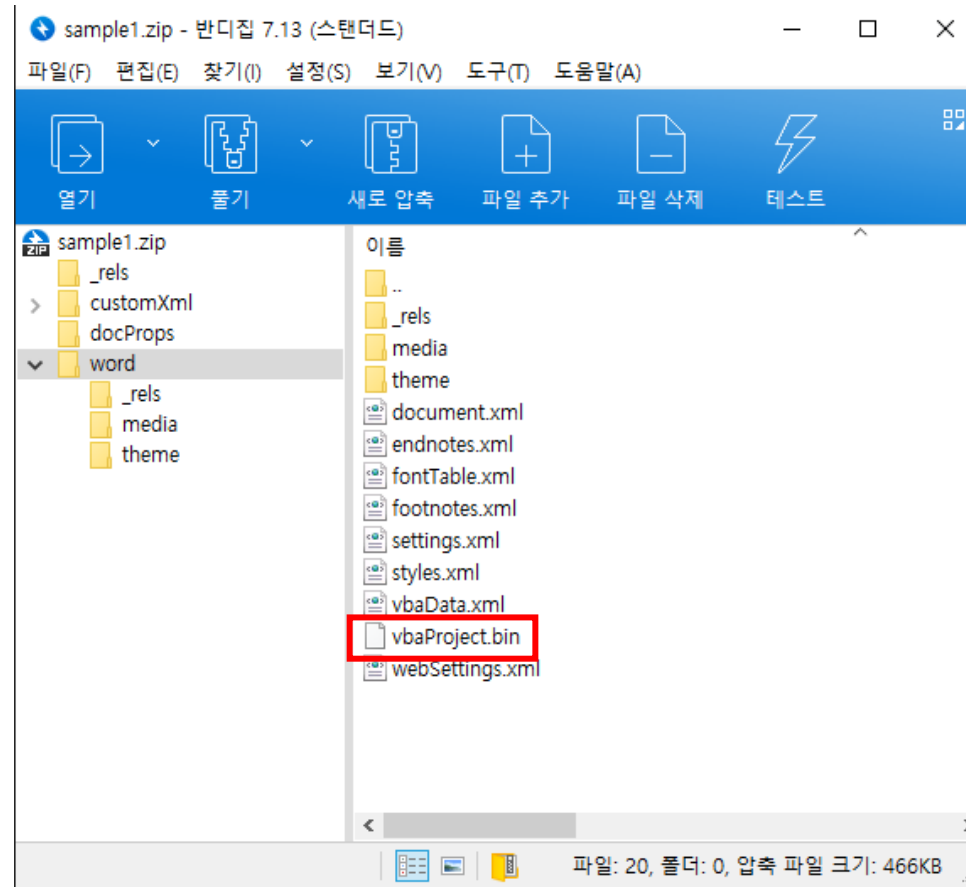 sample1.zip - 반디집 7.13 (스탠더드)
파일(F) 편집(E) 찾기(I) 설정(S) 보기(V) 도구(T) 도움말(A)
열기 풀기 새로 압축 파일 추가 파일 삭제 테스트
ZIP sample1.zip
_rels
customXml
docProps
word
_rels
media
theme
이름
..
_rels
media
theme
document.xml
endnotes.xml
fontTable.xml
footnotes.xml
settings.xml
styles.xml
vbaData.xml
vbaProject.bin
webSettings.xml
파일: 20, 폴더: 0, 압축 파일 크기: 466KB